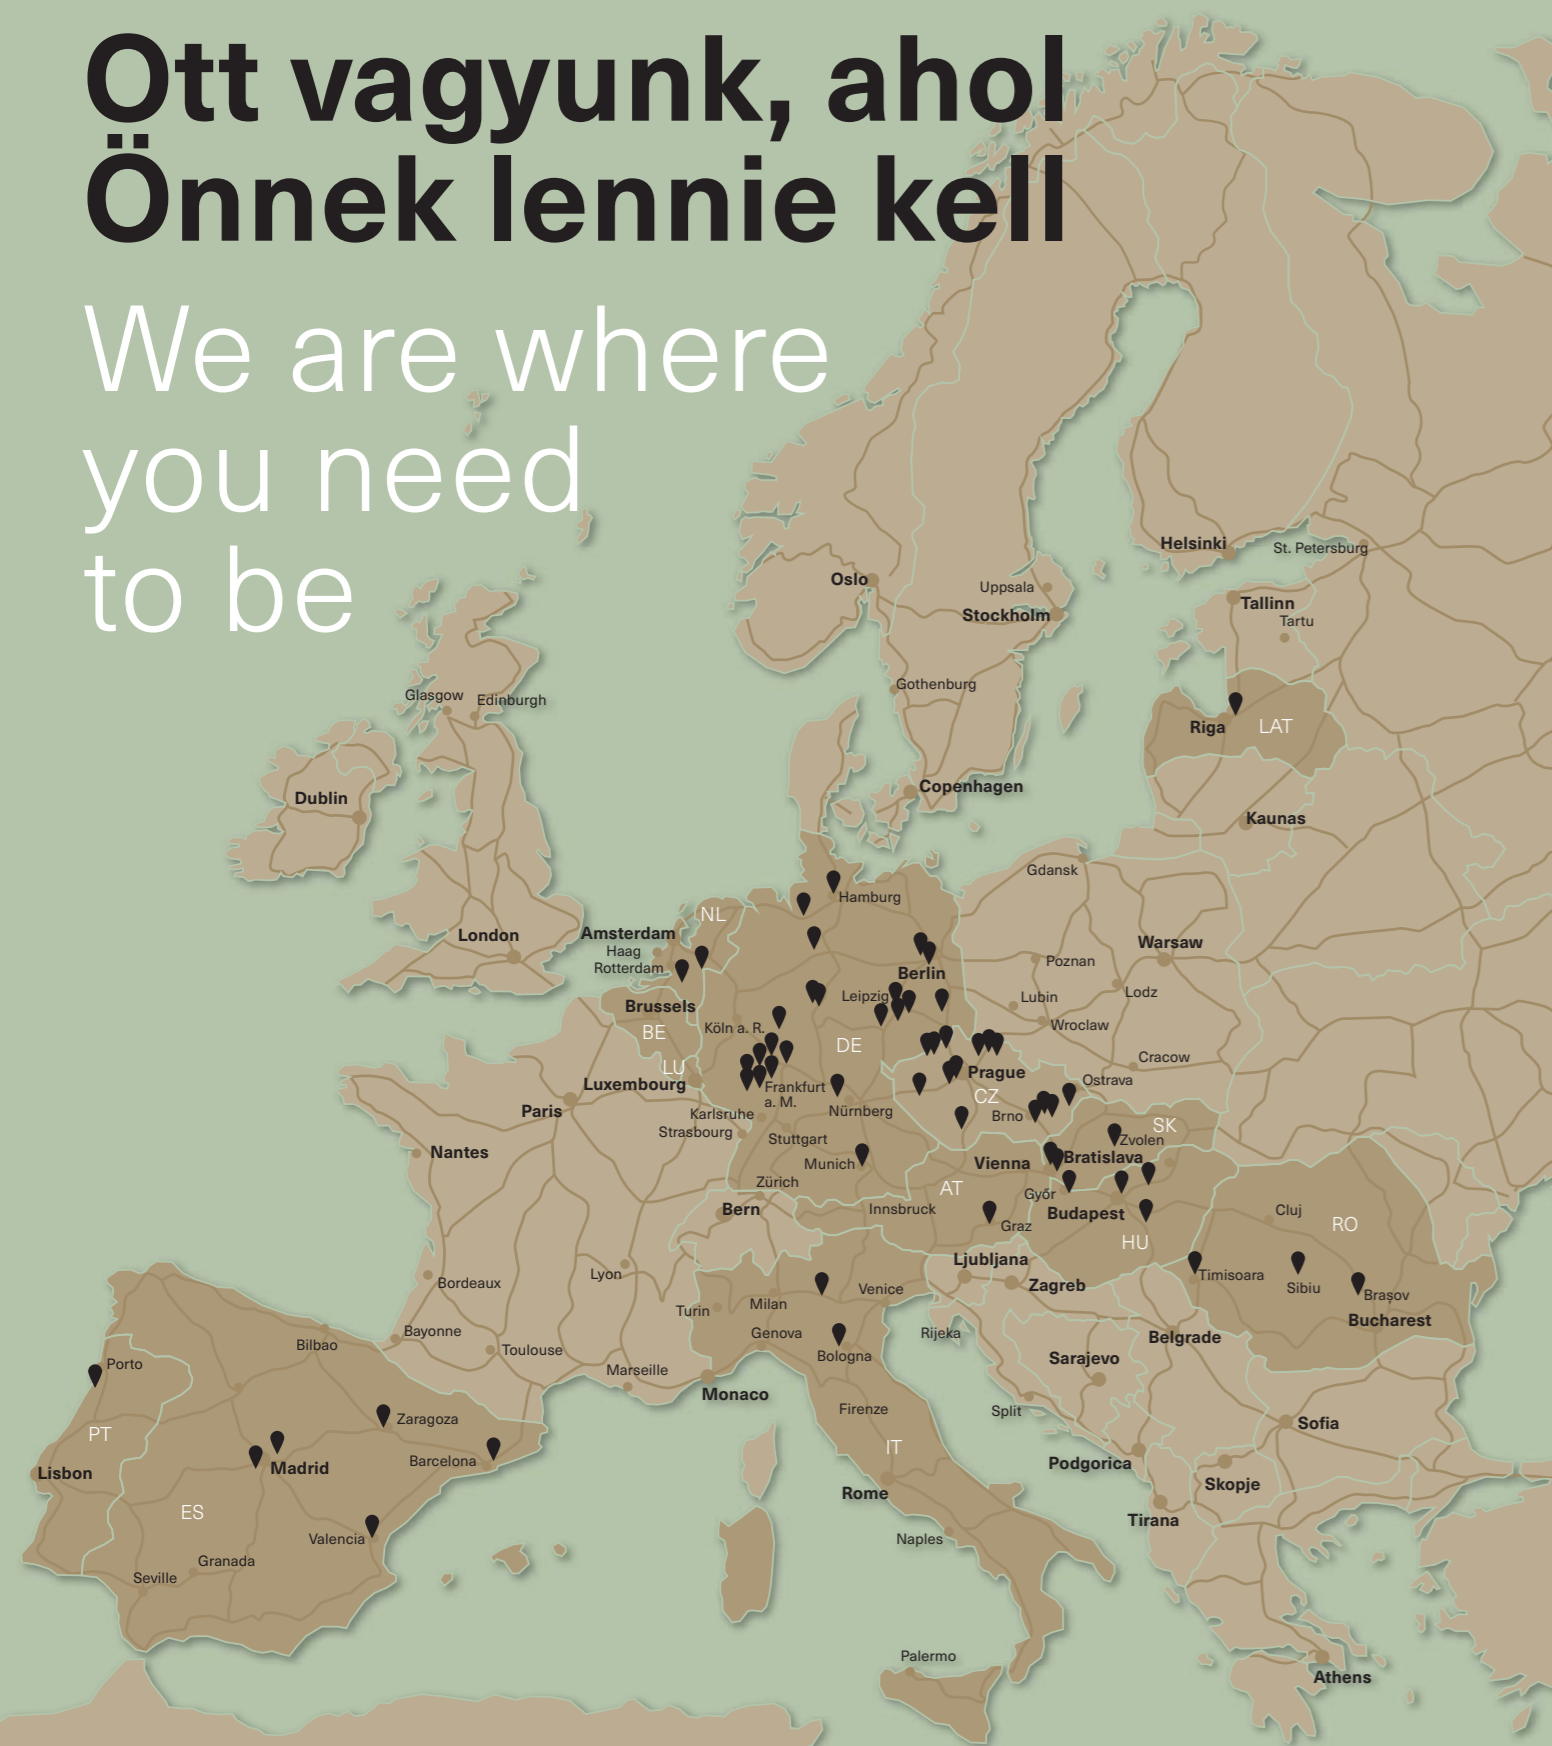 Ott vagyunk, ahol
Önnek lennie kell
We are where
you need
to be
Helsinki
St. Petersburg
Oslo
Uppsala
Stockholm
Tallinn
Tartu
Gothenburg
Glasgow
Edinburgh
Riga
LAT
Copenhagen
Dublin
Kaunas
Gdansk
Hamburg
NL
London
Amsterdam
Haag
Rotterdam
Warsaw
Poznan
Berlin
Leipzig
Lodz
Lubin
Brussels
BE
Köln a. R.
Wroclaw
DE
Cracow
LU
Luxembourg
Prague
Ostrava
Frankfurt
a. M.
CZ
Paris
Nürnberg
Karlsruhe
Brno
SK
Strasbourg
Stuttgart
Zvolen
Nantes
Munich
Vienna
Bratislava
Zürich
AT
Győr
Bern
Innsbruck
Budapest
Graz
Cluj
RO
HU
Ljubljana
Lyon
Bordeaux
Zagreb
Timisoara
Sibiu
Brașov
Venice
Turin
Milan
Bucharest
Bayonne
Genova
Rijeka
Belgrade
Bilbao
Toulouse
Bologna
Sarajevo
Porto
Marseille
Monaco
Zaragoza
Firenze
Split
Sofia
PT
IT
Barcelona
Madrid
Lisbon
Podgorica
Skopje
Rome
ES
Tirana
Valencia
Naples
Granada
Seville
Palermo
Athens